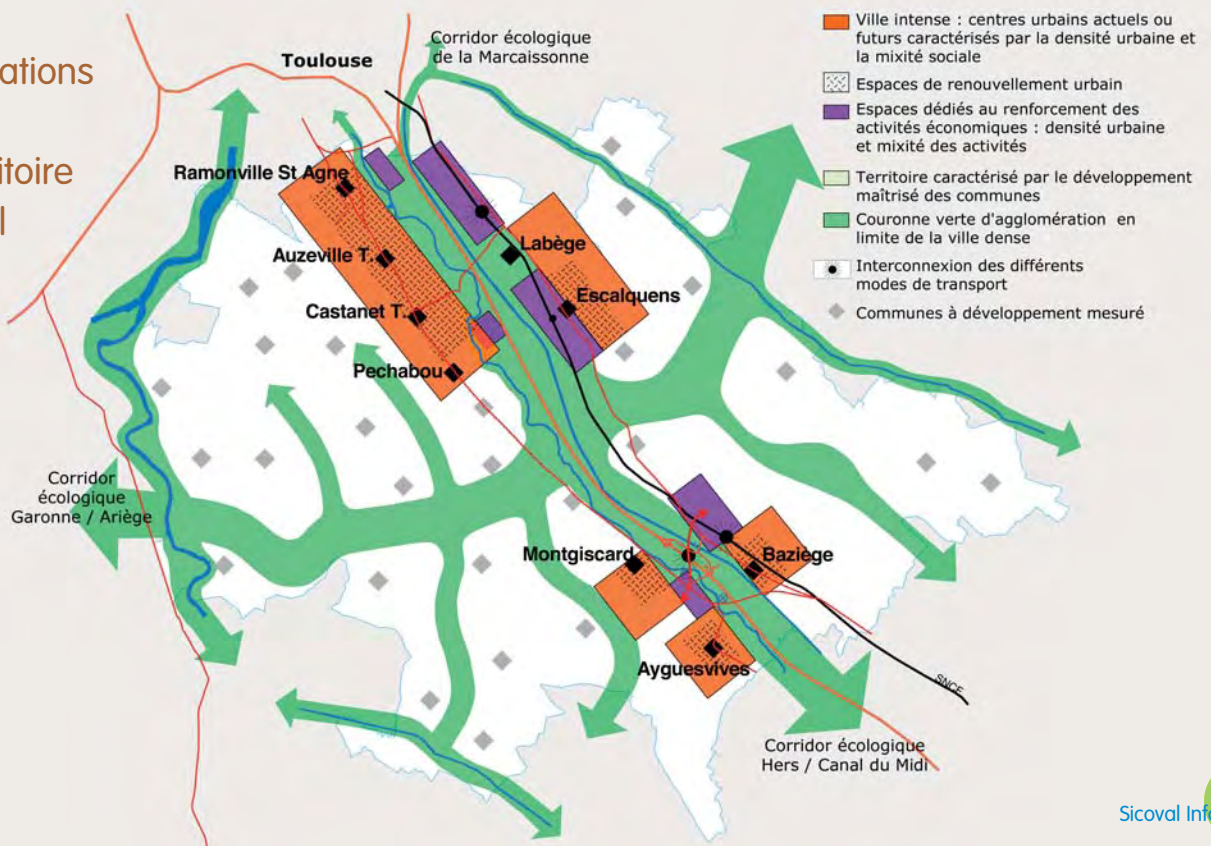 ations
itoire
l
Toulouse
Corridor écologique
de la Marcaissonne
Ramonville St Agne
Auzeville T.
Castanet T.
Pechabou
Labège
Escalquens
Corridor
écologique
Garonne / Ariège
Montgiscard
Baziège
Ayguesvives
SNCF
Corridor écologique
Hers / Canal du Midi
Ville intense : centres urbains actuels ou
futurs caractérisés par la densité urbaine et
la mixité sociale
Espaces de renouvellement urbain
Espaces dédiés au renforcement des
activités économiques : densité urbaine
et mixité des activités
Territoire caractérisé par le développement
maîtrisé des communes
Couronne verte d'agglomération en
limite de la ville dense
Interconnexion des différents
modes de transport
Communes à développement mesuré
Sicoval Info